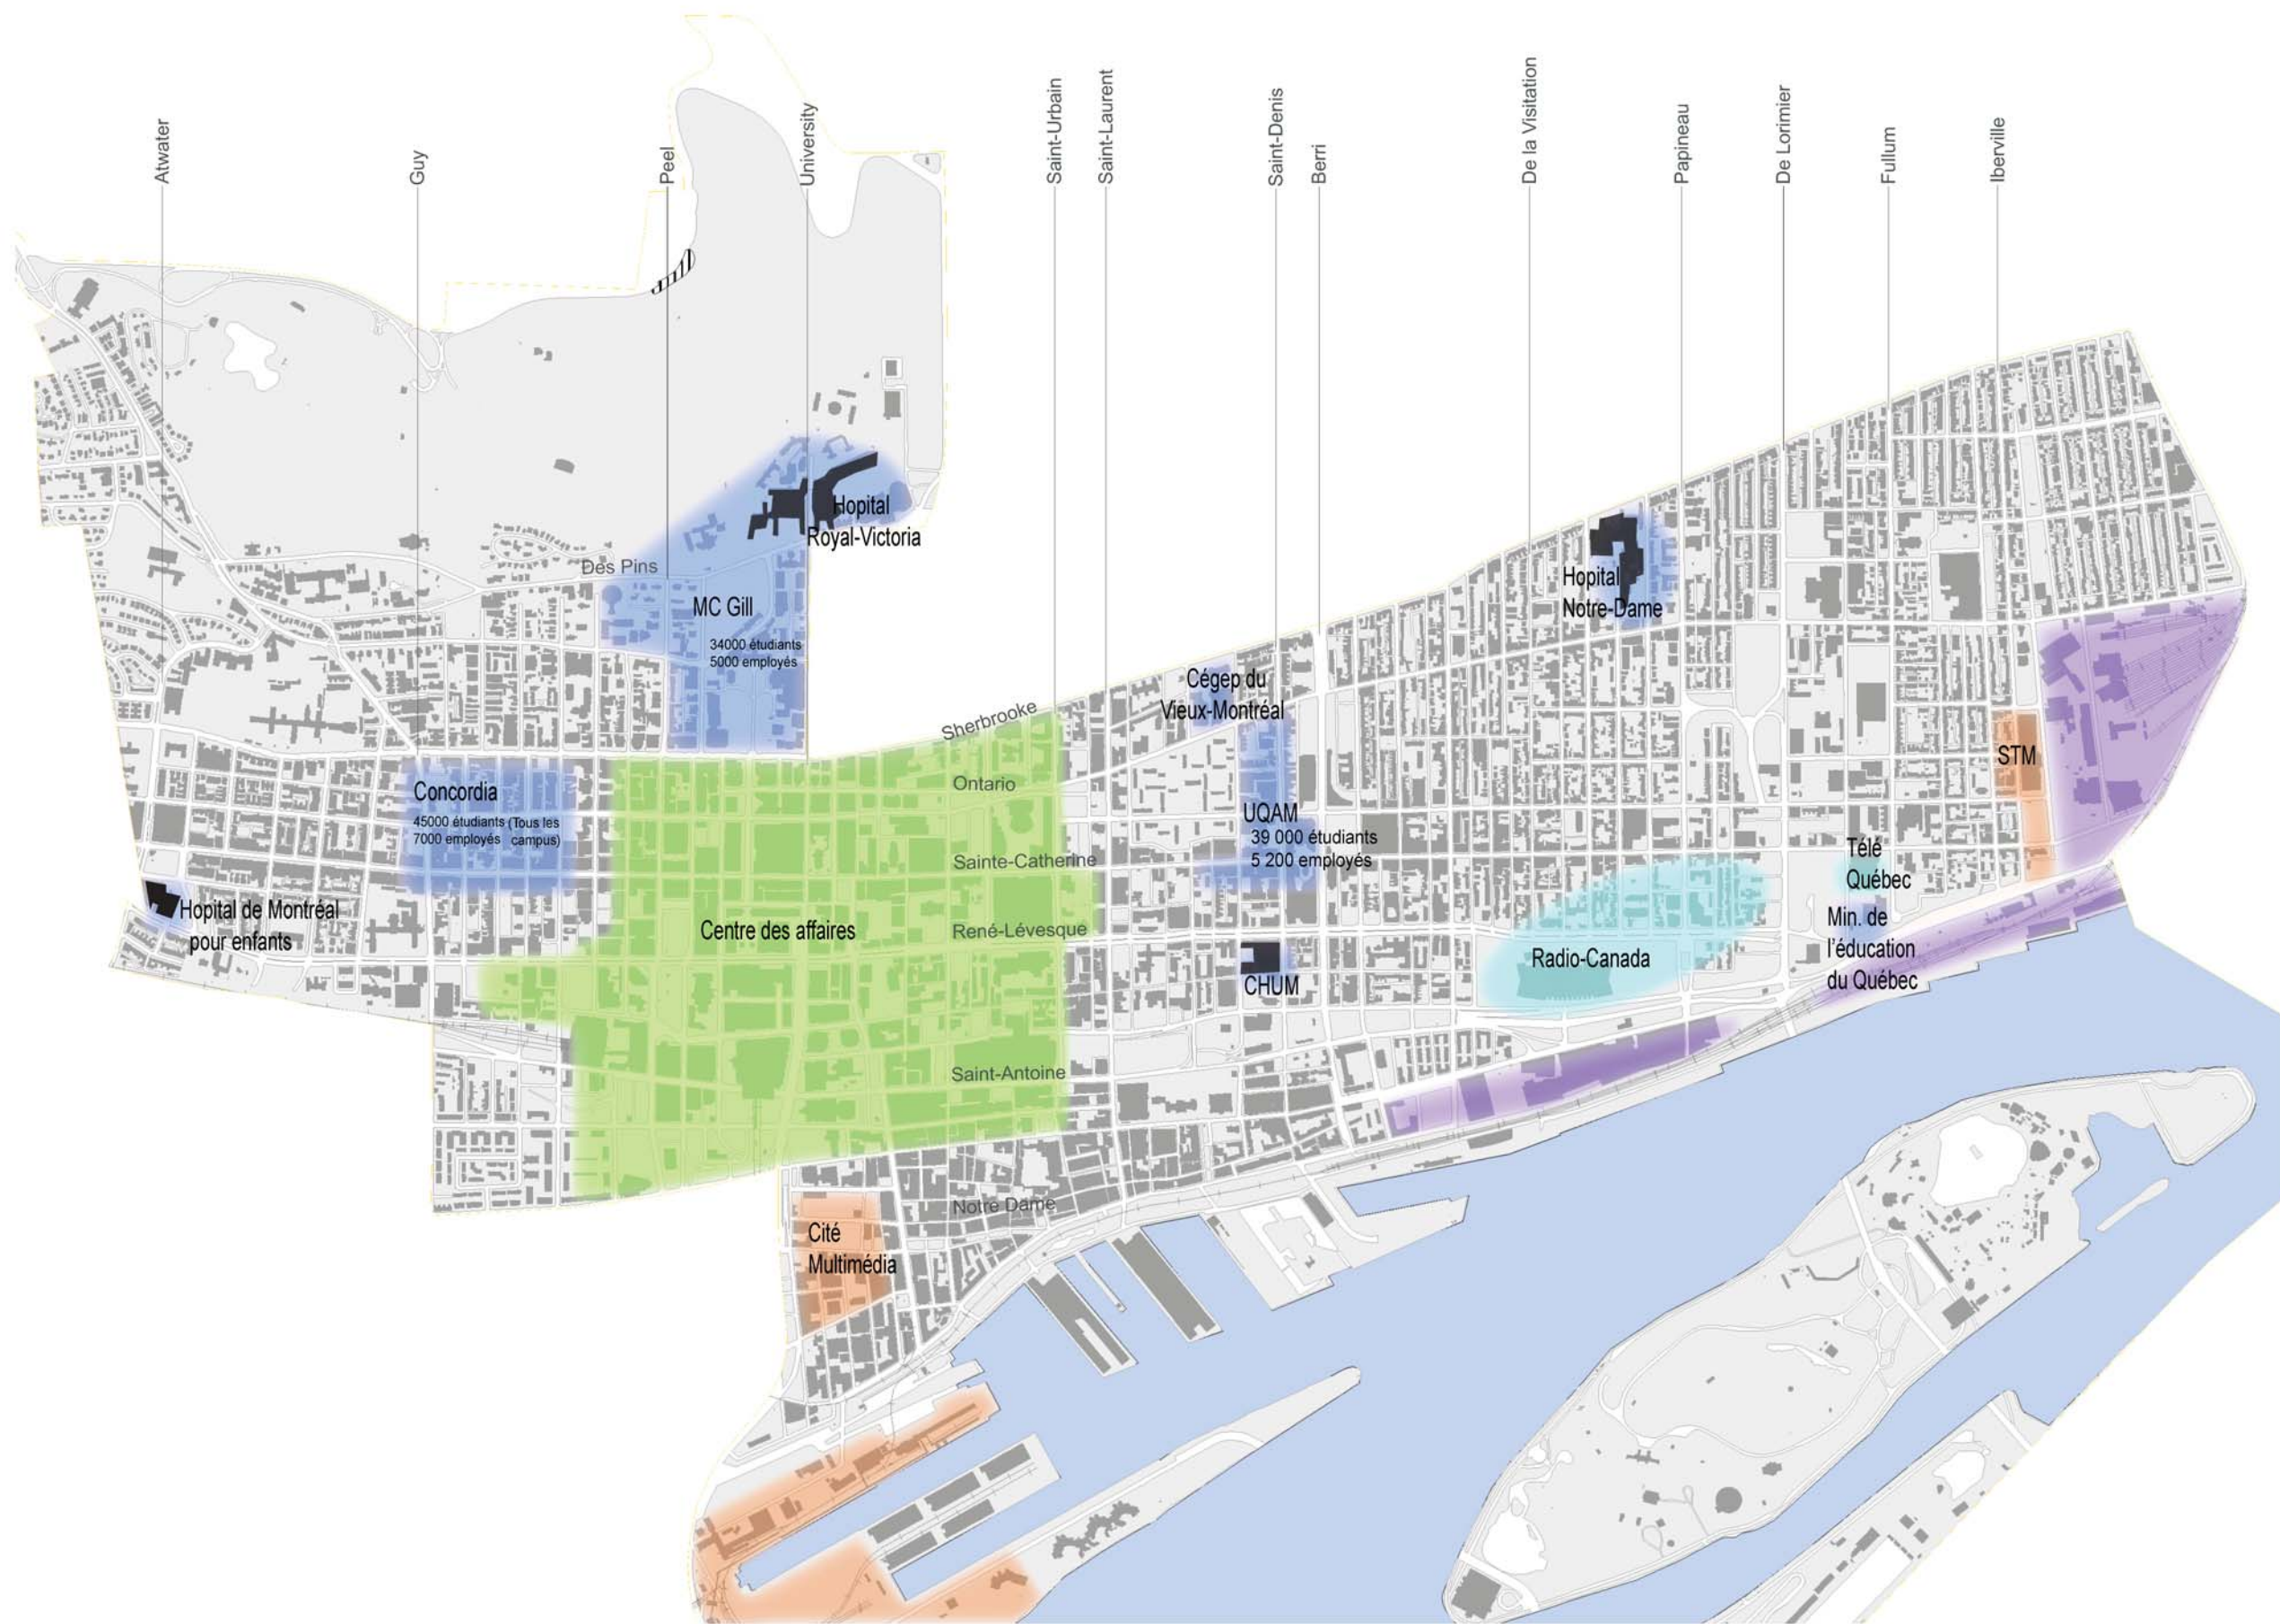 Atwater
Guy
Peel
University
Saint-Urbain
Saint-Laurent
Saint-Denis
Berri
De la Visitation
Papineau
De Lorimier
Fullum
Iberville
Hopital
Royal-Victoria
Des Pins
MC Gill
34000 étudiants
5000 employés
Hopital
Notre-Dame
Cégep du
Vieux-Montréal
Sherbrooke
STM
Ontario
Concordia
45000 étudiants (Tous les
7000 employés campus)
UQAM
39 000 étudiants
5 200 employés
Sainte-Catherine
Télé
Québec
Hopital de Montréal
pour enfants
Centre des affaires
René-Lévesque
Min. de
l'éducation
du Québec
Radio-Canada
CHUM
Saint-Antoine
Notre Dame
Cité
Multimédia